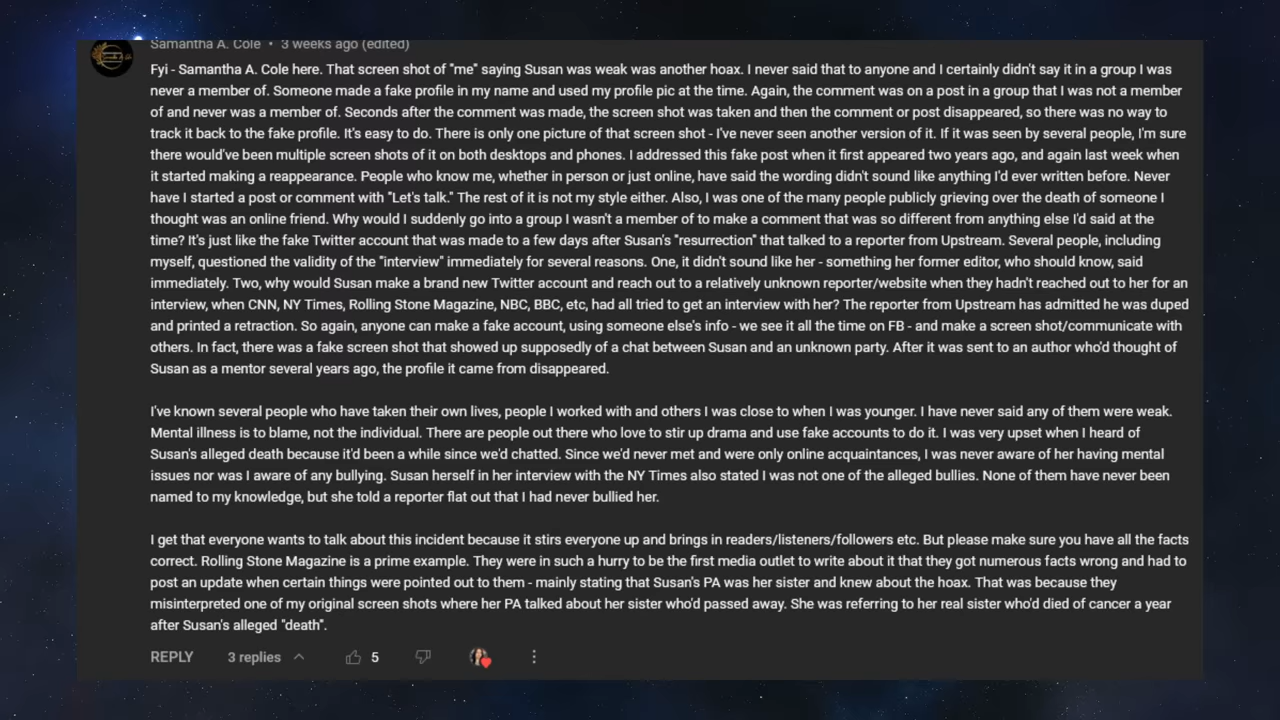 Samantha A. Cole • 3 weeks ago (edited)
Fyi - Samantha A. Cole here. That screen shot of "me" saying Susan was weak was another hoax. I never said that to anyone and I certainly didn't say it in a group I was
never a member of. Someone made a fake profile in my name and used my profile pic at the time. Again, the comment was on a post in a group that I was not a member
of and never was a member of. Seconds after the comment was made, the screen shot was taken and then the comment or post disappeared, so there was no way to
track it back to the fake profile. It's easy to do. There is only one picture of that screen shot - I've never seen another version of it. If it was seen by several people, I'm sure
there would've been multiple screen shots of it on both desktops and phones. I addressed this fake post when it first appeared two years ago, and again last week when
it started making a reappearance. People who know me, whether in person or just online, have said the wording didn't sound like anything I'd ever written before. Never
have I started a post or comment with "Let's talk." The rest of it is not my style either. Also, I was one of the many people publicly grieving over the death of someone I
thought was an online friend. Why would I suddenly go into a group I wasn't a member of to make a comment that was so different from anything else I'd said at the
time? It's just like the fake Twitter account that was made to a few days after Susan's "resurrection" that talked to a reporter from Upstream. Several people, including
myself, questioned the validity of the "interview" immediately for several reasons. One, it didn't sound like her - something her former editor, who should know, said
immediately. Two, why would Susan make a brand new Twitter account and reach out to a relatively unknown reporter/website when they hadn't reached out to her for an
interview, when CNN, NY Times, Rolling Stone Magazine, NBC, BBC, etc, had all tried to get an interview with her? The reporter from Upstream has admitted he was duped
and printed a retraction. So again, anyone can make a fake account, using someone else's info - we see it all the time on FB - and make a screen shot/communicate with
others. In fact, there was a fake screen shot that showed up supposedly of a chat between Susan and an unknown party. After it was sent to an author who'd thought of
Susan as a mentor several years ago, the profile it came from disappeared.
I've known several people who have taken their own lives, people I worked with and others I was close to when I was younger. I have never said any of them were weak.
Mental illness is to blame, not the individual. There are people out there who love to stir up drama and use fake accounts to do it. I was very upset when I heard of
Susan's alleged death because it'd been a while since we'd chatted. Since we'd never met and were only online acquaintances, I was never aware of her having mental
issues nor was I aware of any bullying. Susan herself in her interview with the NY Times also stated I was not one of the alleged bullies. None of them have never been
named to my knowledge, but she told a reporter flat out that I had never bullied her.
I get that everyone wants to talk about this incident because it stirs everyone up and brings in readers/listeners/followers etc. But please make sure you have all the facts
correct. Rolling Stone Magazine is a prime example. They were in such a hurry to be the first media outlet to write about it that they got numerous facts wrong and had to
post an update when certain things were pointed out to them - mainly stating that Susan's PA was her sister and knew about the hoax. That was because they
misinterpreted one of my original screen shots where her PA talked about her sister who'd passed away. She was referring to her real sister who'd died of cancer a year
after Susan's alleged "death".
REPLY 3 replies 5